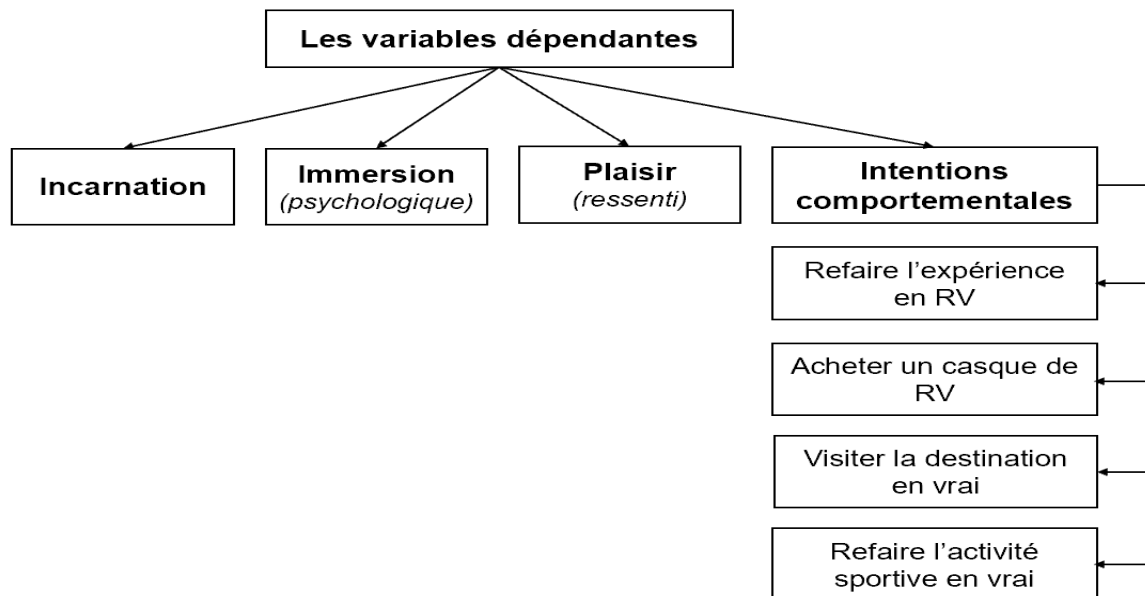 Les variables dépendantes
Incarnation
Immersion
(psychologique)
Plaisir
(ressenti)
Intentions
comportementales
Refaire l’expérience
en RV
Acheter un casque de
RV
Visiter la destination
en vrai
Refaire l’activité
sportive en vrai